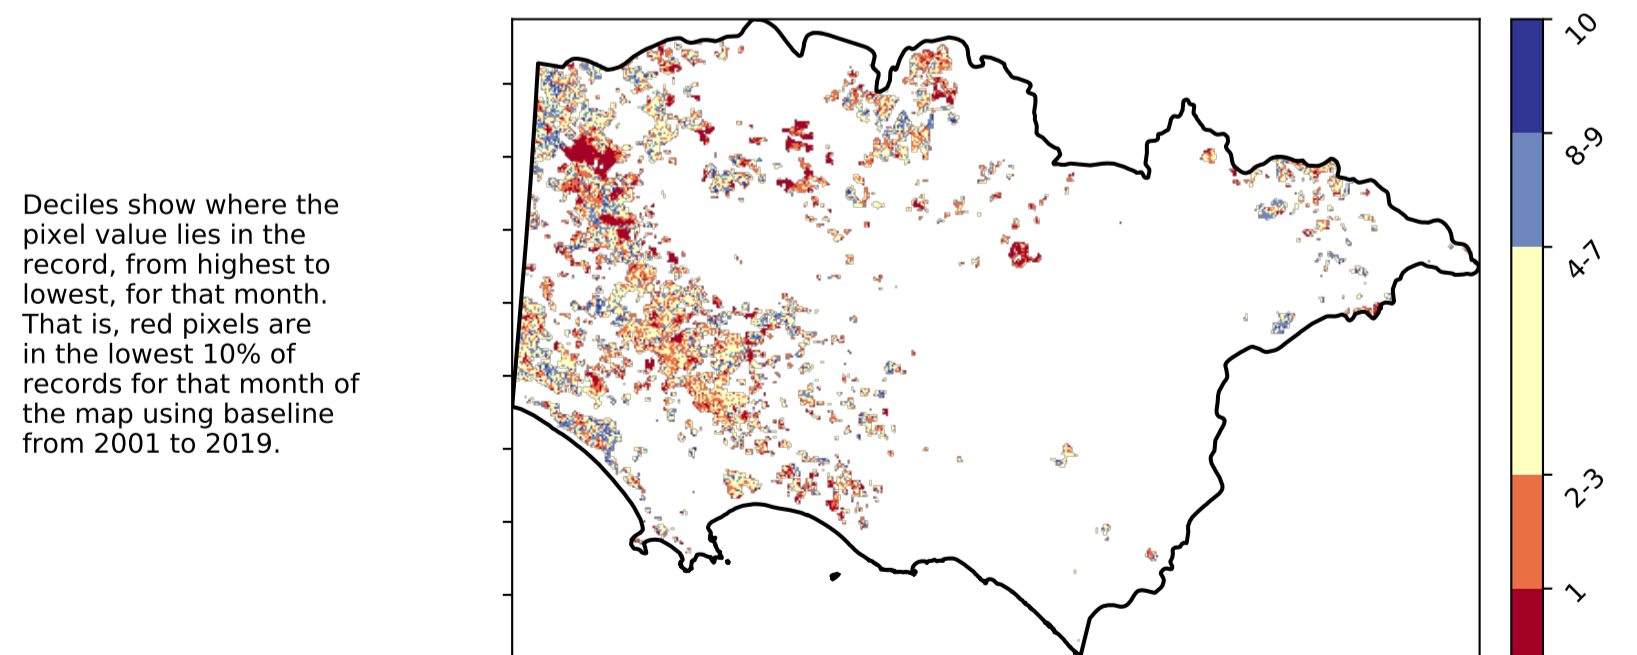 Deciles show where the
pixel value lies in the
record, from highest to
lowest, for that month.
That is, red pixels are
in the lowest 10% of
records for that month of
the map using baseline
from 2001 to 2019.
10
8-9
4-7
2-3
1